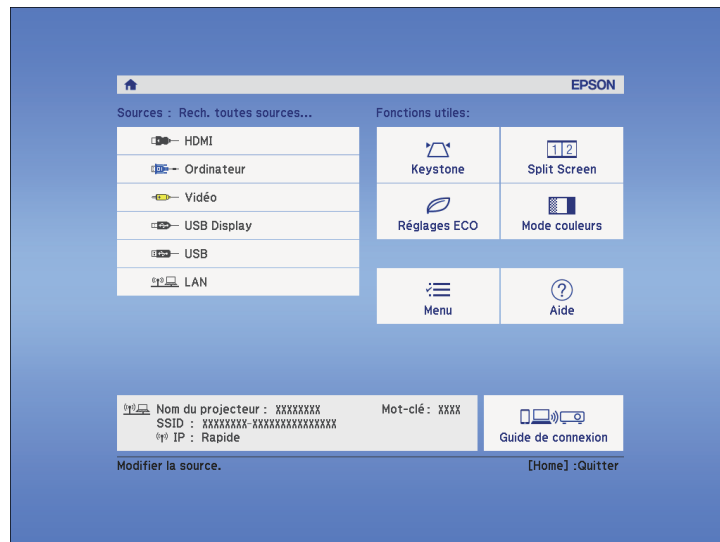 EPSON
Sources : Rech. toutes sources...
HDMI
Ordinateur
Vidéo
USB Display
USB
LAN
Fonctions utiles:
Keystone
1 2
Split Screen
Réglages ECO
Mode couleurs
Menu
?
Aide
Nom du projecteur : XXXXXXXX Mot-clé : XXXX
SSID : XXXXXXXX-XXXXXXXXXXXXXXX
IP : Rapide
Guide de connexion
Modifier la source. [Home] :Quitter